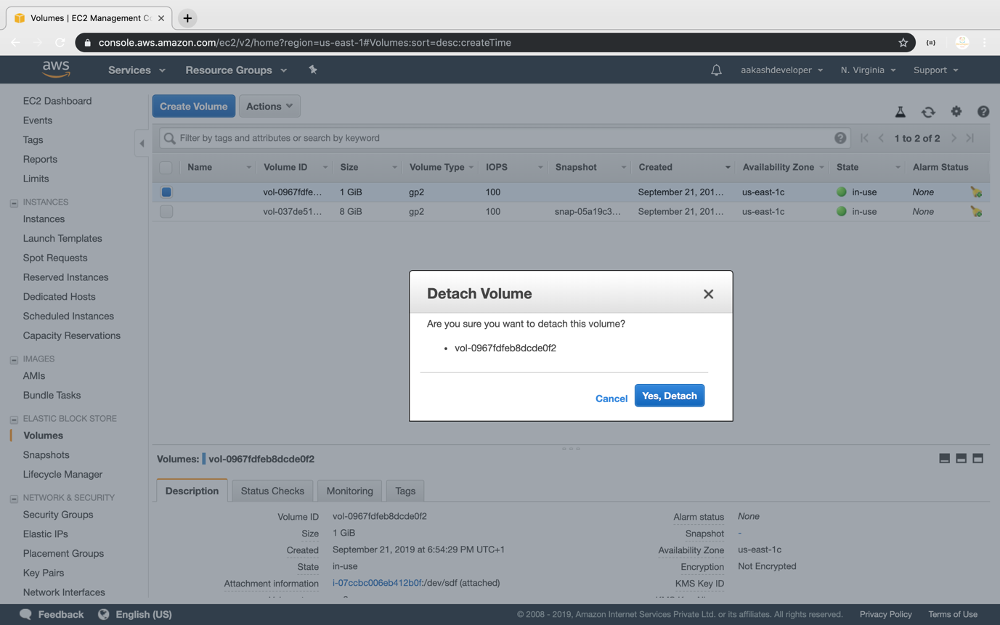 Volumes | EC2 Management Co
console.aws.amazon.com/ec2/v2/home?region=us-east-1#Volumes:sort=desc:createTime
aws Services Resource Groups aakashdeveloper N. Virginia Support
EC2 Dashboard
Events
Tags
Reports
Limits
INSTANCES
Instances
Launch Templates
Spot Requests
Reserved Instances
Dedicated Hosts
Scheduled Instances
Capacity Reservations
IMAGES
AMIs
Bundle Tasks
ELASTIC BLOCK STORE
Volumes
Snapshots
Lifecycle Manager
NETWORK & SECURITY
Security Groups
Elastic IPs
Placement Groups
Key Pairs
Network Interfaces
Create Volume Actions
Filter by tags and attributes or search by keyword 1 to 2 of 2
Name Volume ID Size Volume Type IOPS Snapshot Created Availability Zone State Alarm Status
vol-0967fdfe... 1 GiB gp2 100 September 21, 201... us-east-1c in-use None
vol-037de51... 8 GiB gp2 100 snap-05a19c3... September 21, 201... us-east-1c in-use None
Detach Volume
Are you sure you want to detach this volume?
• vol-0967fdfeb8dcde0f2
Cancel Yes, Detach
Volumes: vol-0967fdfeb8dcde0f2
Description Status Checks Monitoring Tags
Volume ID vol-0967fdfeb8dcde0f2 Alarm status None
Size 1 GiB Snapshot -
Created September 21, 2019 at 6:54:29 PM UTC+1 Availability Zone us-east-1c
State in-use Encryption Not Encrypted
Attachment information i-07ccbc006eb412b0f:/dev/sdf (attached) KMS Key ID
Feedback English (US) © 2008 - 2019, Amazon Internet Services Private Ltd. or its affiliates. All rights reserved. Privacy Policy Terms of Use